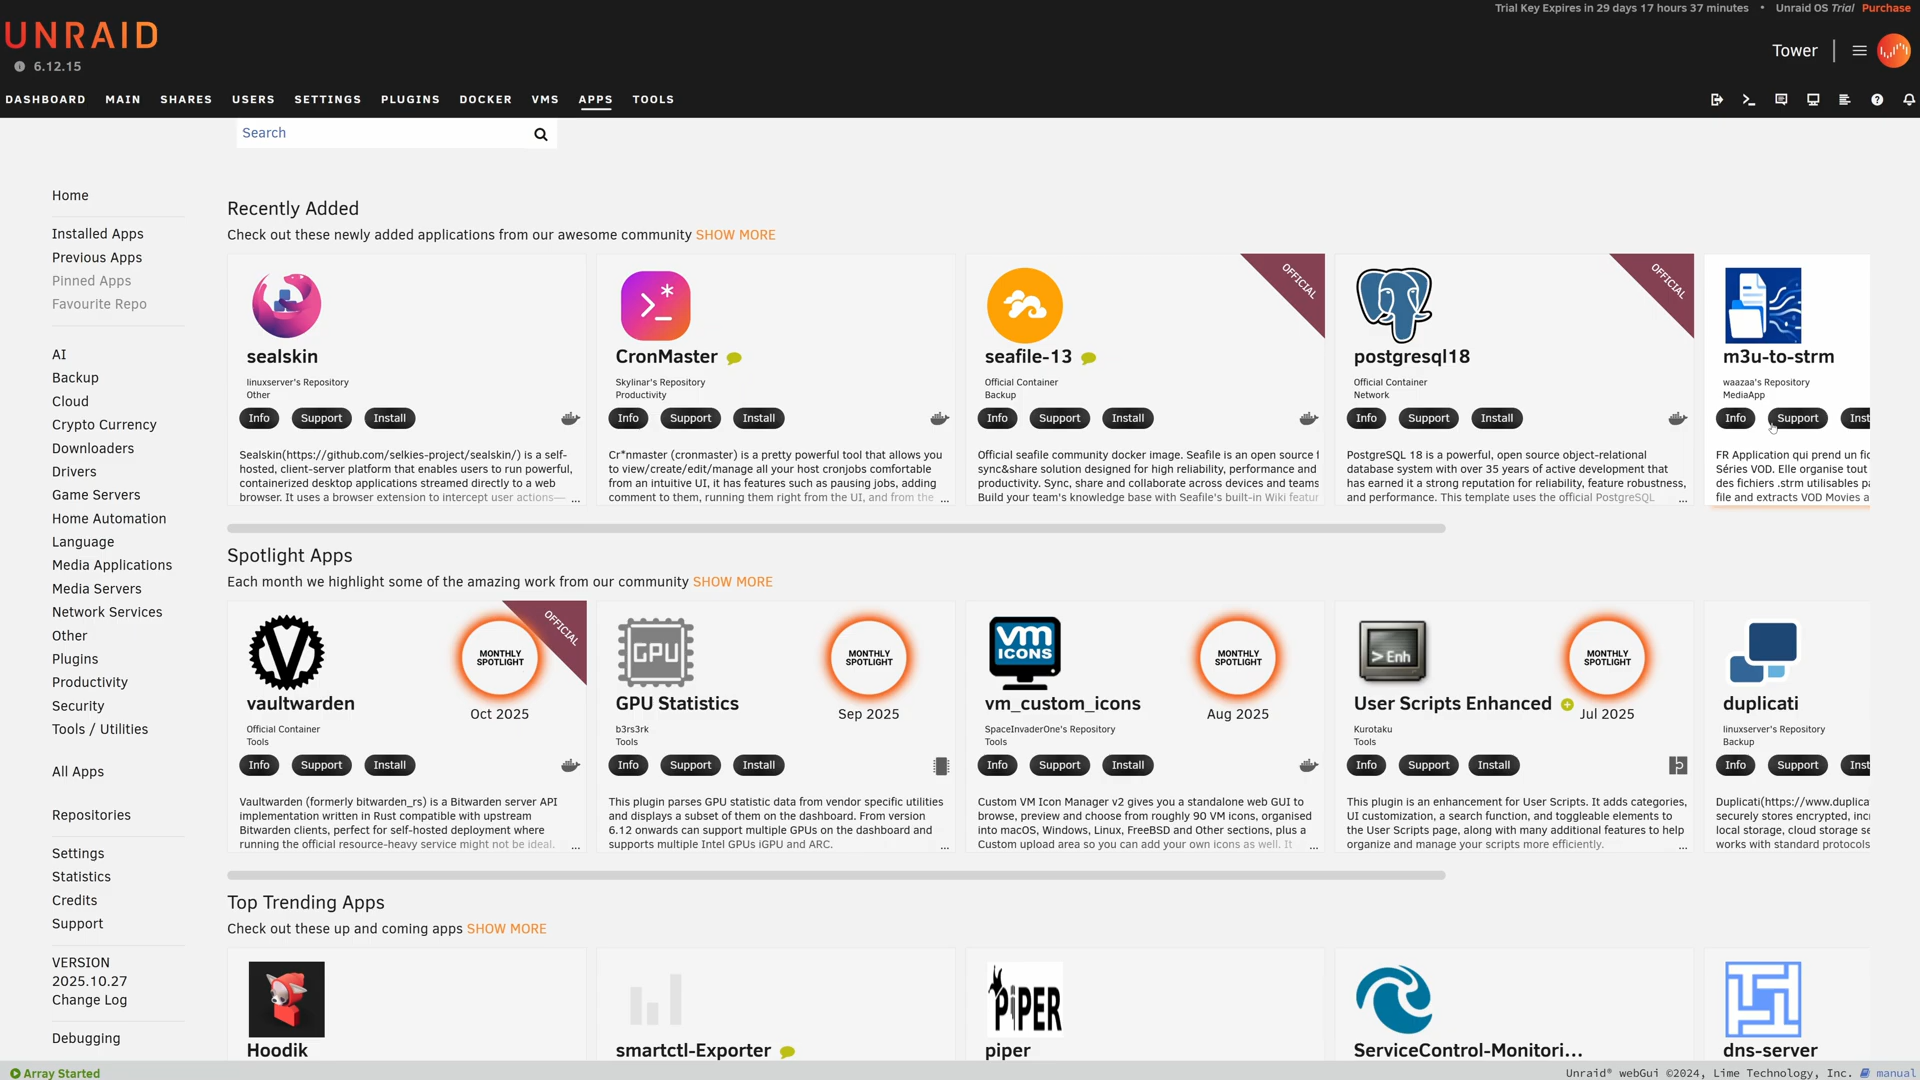 Trial Key Expires in 29 days 17 hours 37 minutes • Unraid OS Trial Purchase
UNRAID
6.12.15
Tower
DASHBOARD MAIN SHARES USERS SETTINGS PLUGINS DOCKER VMS APPS TOOLS
Search
Home
Installed Apps
Previous Apps
Pinned Apps
Favourite Repo
AI
Backup
Cloud
Crypto Currency
Downloaders
Drivers
Game Servers
Home Automation
Language
Media Applications
Media Servers
Network Services
Other
Plugins
Productivity
Security
Tools / Utilities
All Apps
Repositories
Settings
Statistics
Credits
Support
VERSION
2025.10.27
Change Log
Debugging
Recently Added
Check out these newly added applications from our awesome community SHOW MORE
sealskin
linuxserver's Repository
Other
Info Support Install
Sealskin(https://github.com/selkies-project/sealskin/) is a self-
hosted, client-server platform that enables users to run powerful,
containerized desktop applications streamed directly to a web
browser. It uses a browser extension to intercept user actions—
...
CronMaster
Skylinar's Repository
Productivity
Info Support Install
Cr*nmaster (cronmaster) is a pretty powerful tool that allows you
to view/create/edit/manage all your host cronjobs comfortable
from an intuitive UI, it has features such as pausing jobs, adding
comment to them, running them right from the UI, and from the
...
OFFICIAL
seafile-13
Official Container
Backup
Info Support Install
Official seafile community docker image. Seafile is an open source f
sync&share solution designed for high reliability, performance and
productivity. Sync, share and collaborate across devices and teams
Build your team's knowledge base with Seafile's built-in Wiki featur
OFFICIAL
postgresql18
Official Container
Network
Info Support Install
PostgreSQL 18 is a powerful, open source object-relational
database system with over 35 years of active development that
has earned it a strong reputation for reliability, feature robustness,
and performance. This template uses the official PostgreSQL
...
m3u-to-strm
waazaa's Repository
MediaApp
Info Support Inst
FR Application qui prend un fic
Séries VOD. Elle organise tout
des fichiers .strm utilisables pa
file and extracts VOD Movies a
Spotlight Apps
Each month we highlight some of the amazing work from our community SHOW MORE
OFFICIAL
MONTHLY
SPOTLIGHT
vaultwarden
Oct 2025
Official Container
Tools
Info Support Install
Vaultwarden (formerly bitwarden_rs) is a Bitwarden server API
implementation written in Rust compatible with upstream
Bitwarden clients, perfect for self-hosted deployment where
running the official resource-heavy service might not be ideal.
...
GPU
MONTHLY
SPOTLIGHT
GPU Statistics
Sep 2025
b3rs3rk
Tools
Info Support Install
This plugin parses GPU statistic data from vendor specific utilities
and displays a subset of them on the dashboard. From version
6.12 onwards can support multiple GPUs on the dashboard and
supports multiple Intel GPUs iGPU and ARC.
...
vm
ICONS
MONTHLY
SPOTLIGHT
vm_custom_icons
Aug 2025
SpaceInvaderOne's Repository
Tools
Info Support Install
Custom VM Icon Manager v2 gives you a standalone web GUI to
browse, preview and choose from roughly 90 VM icons, organised
into macOS, Windows, Linux, FreeBSD and Other sections, plus a
Custom upload area so you can add your own icons as well. It
...
>Enh
MONTHLY
SPOTLIGHT
User Scripts Enhanced
Jul 2025
Kurotaku
Tools
Info Support Install
This plugin is an enhancement for User Scripts. It adds categories,
UI customization, a search function, and toggleable elements to
the User Scripts page, along with many additional features to help
organize and manage your scripts more efficiently.
...
duplicati
linuxserver's Repository
Backup
Info Support Inst
Duplicati(https://www.duplica
securely stores encrypted, incr
local storage, cloud storage se
works with standard protocols
Top Trending Apps
Check out these up and coming apps SHOW MORE
Hoodik
smartctl-Exporter
PiPER
piper
ServiceControl-Monitori...
dns-server
Array Started
Unraid® webGui ©2024, Lime Technology, Inc. manual